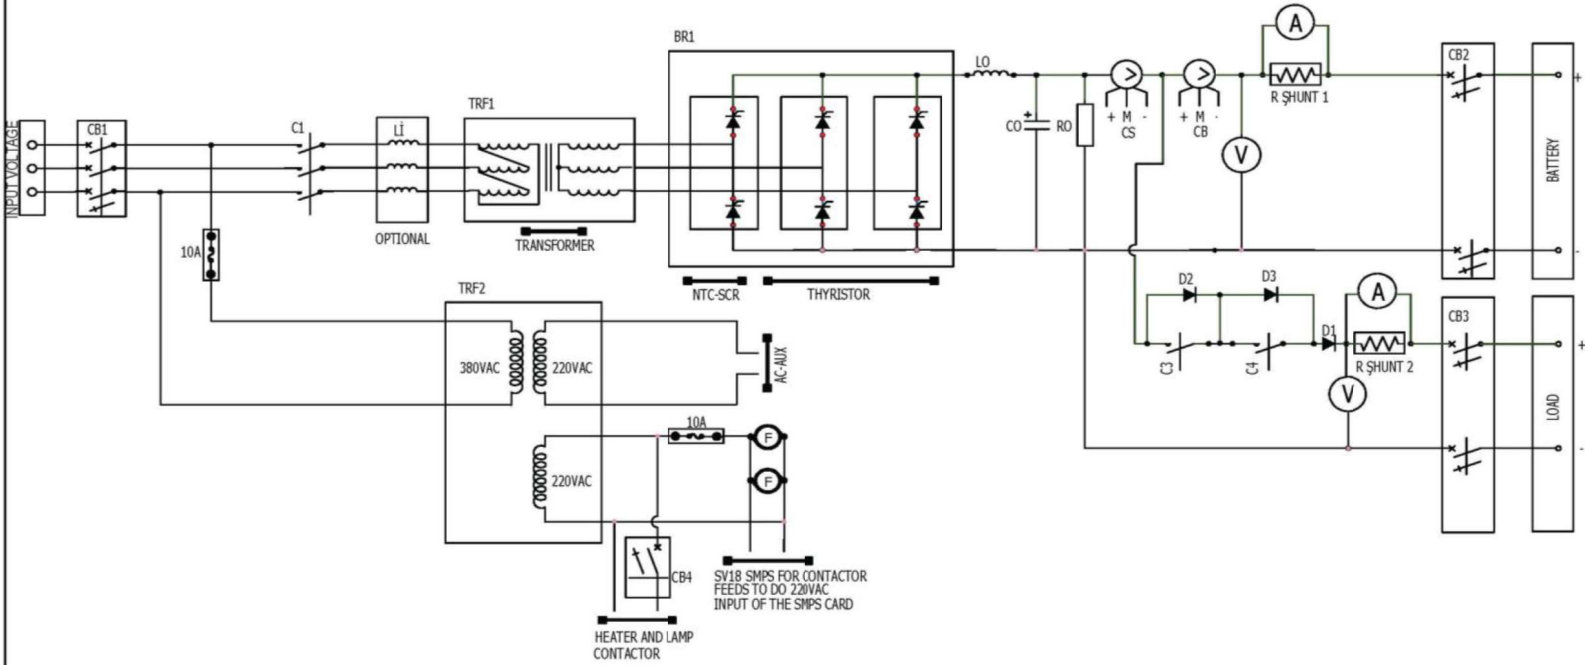 INPUT VOLTAGE
CB1
C1
Lİ
OPTIONAL
TRF1
TRANSFORMER
BR1
NTC-SCR
THYRISTOR
LO
+
CO
RO
+ M -
CS
+ M -
CB
A
R ŞHUNT 1
V
CB2
BATTERY
+
-
10A
TRF2
380VAC
220VAC
AC-AUX
220VAC
10A
F
F
CB4
HEATER AND LAMP
CONTACTOR
SV18 SMPS FOR CONTACTOR
FEEDS TO DO 220VAC
INPUT OF THE SMPS CARD
D2
D3
C3
C4
D1
A
R ŞHUNT 2
V
CB3
LOAD
+
-